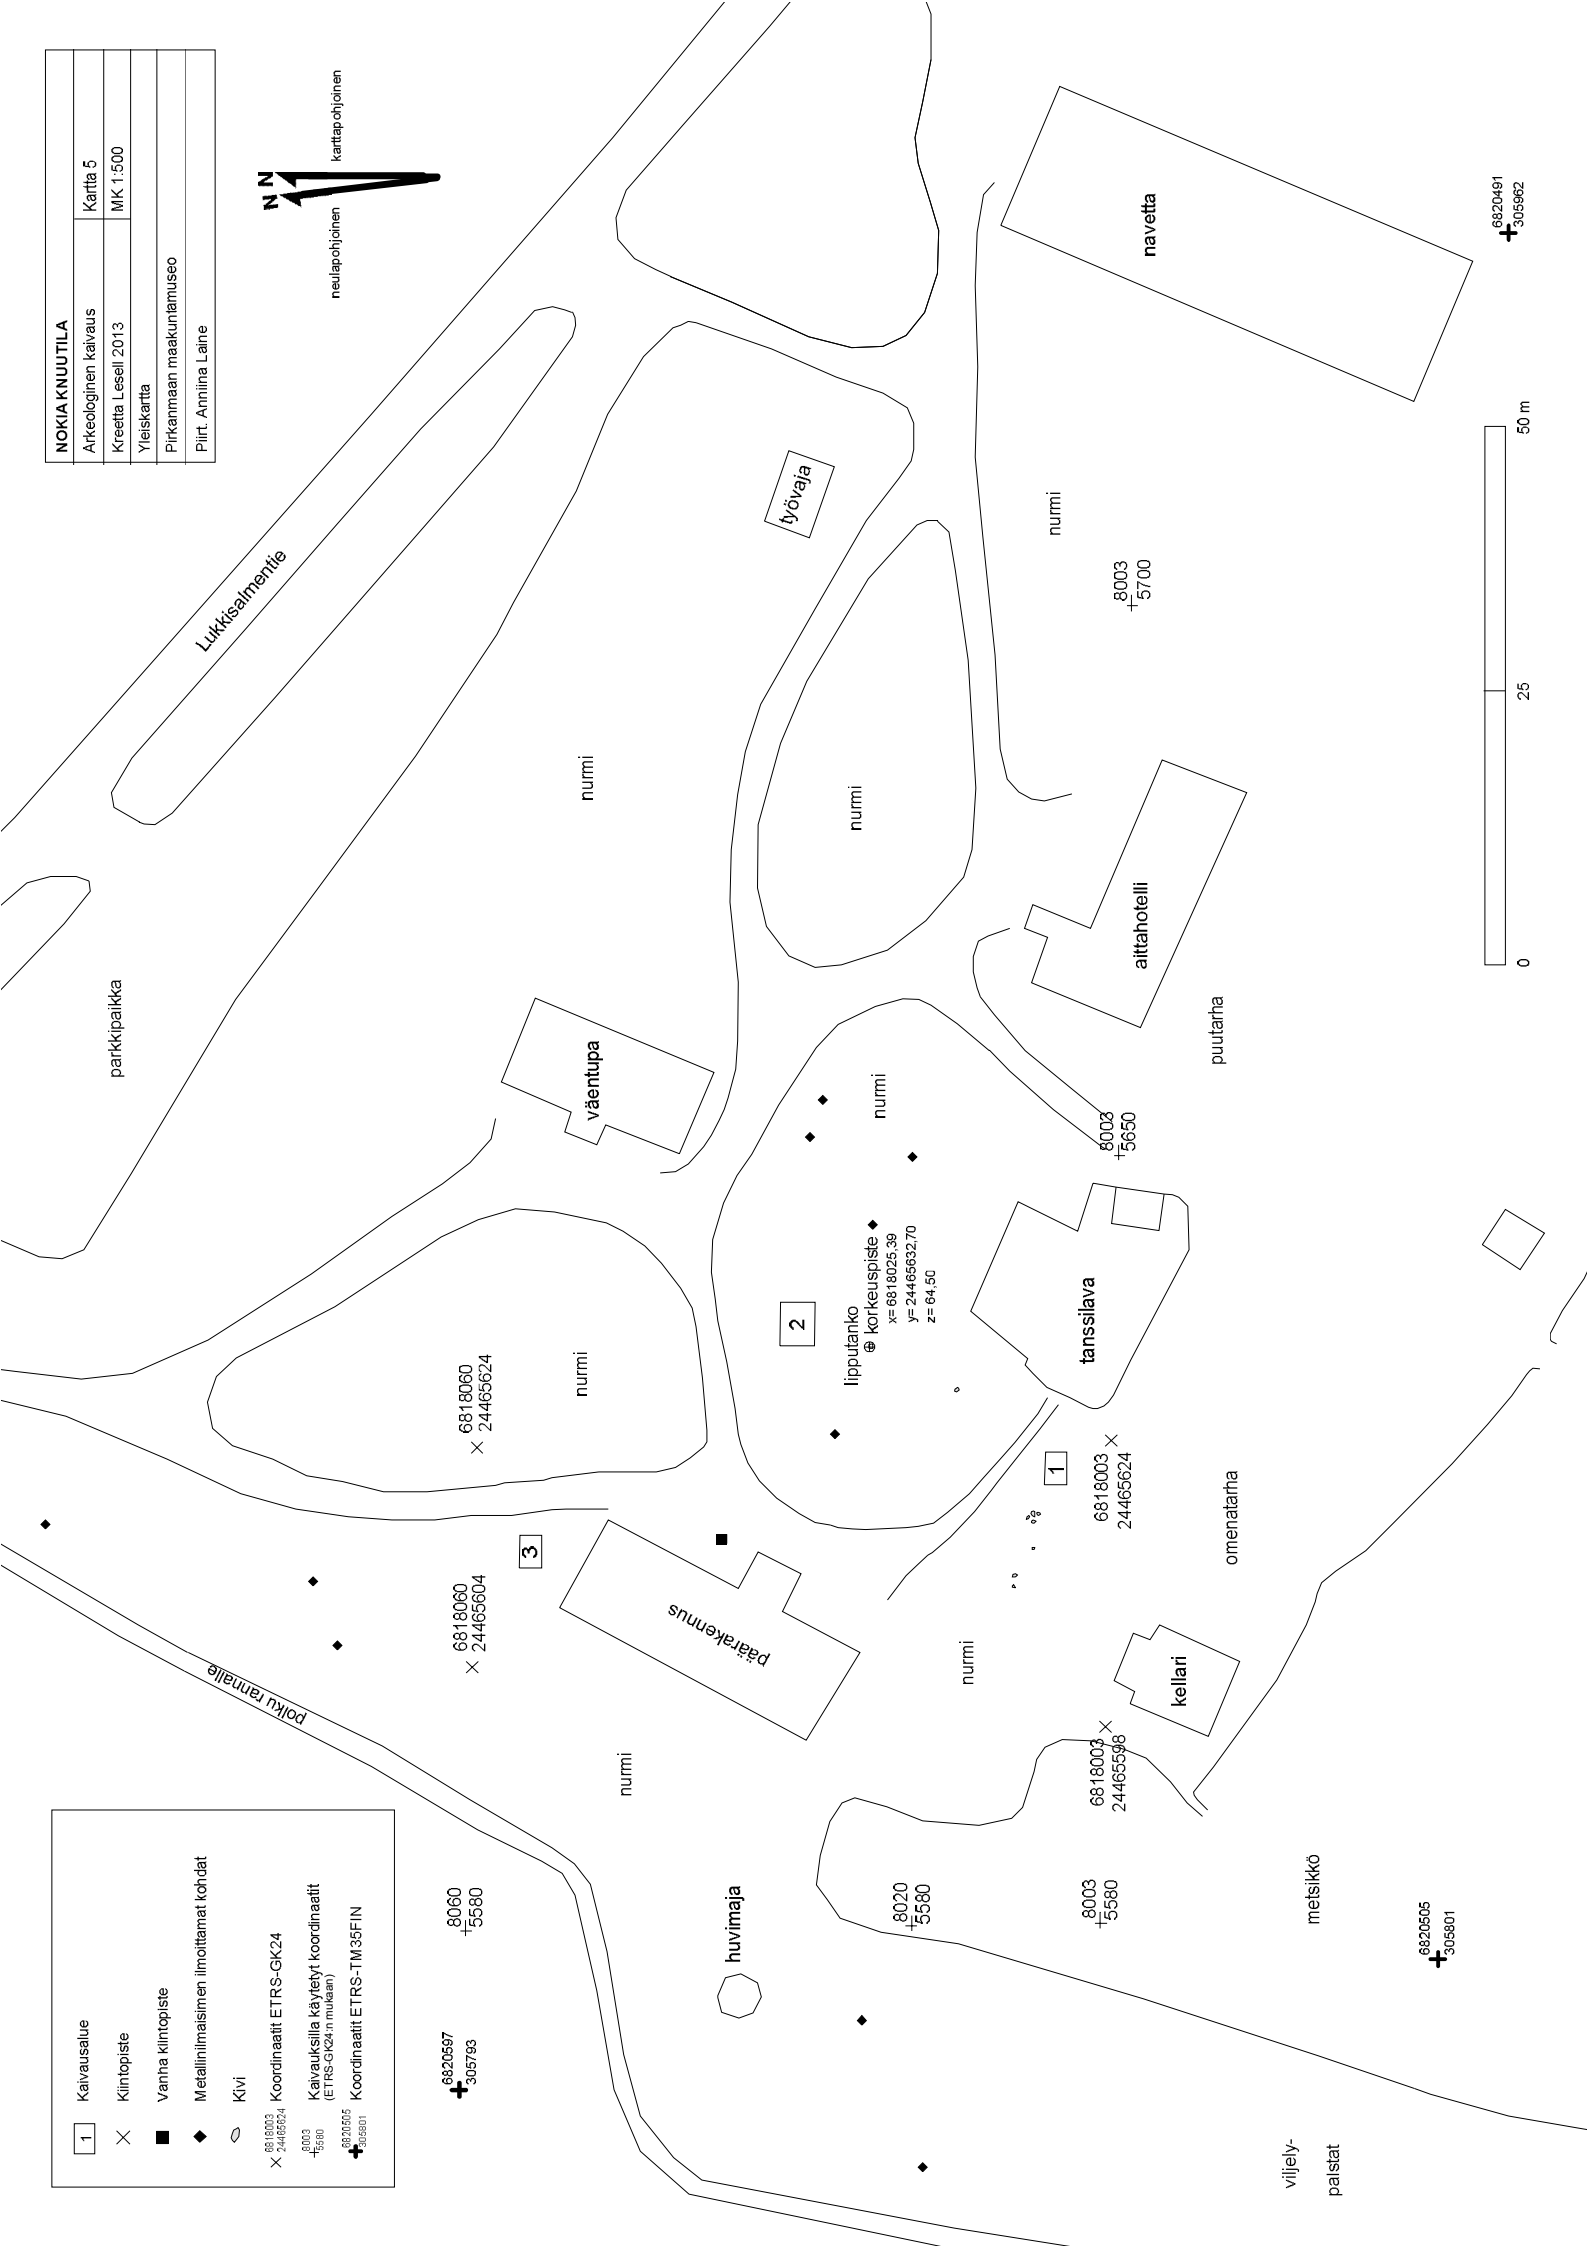 NOKIA KNUUTILA
Arkeologinen kaivaus
Kartta 5
Kreetta Lesell 2013
MK 1:500
Yleiskartta
Pirkanmaan maakuntamuseo
Piirt. Anniina Laine
N N
neulapohjoinen
karttapohjoinen
1 Kaivausalue
Kiintopiste
Vanha kiintopiste
Metallinilmaisimen ilmoittamat kohdat
Kivi
6818003
24465624
Koordinaatit ETRS-GK24
8003
5580
Kaivauksilla käytetyt koordinaatit
(ETRS-GK24:n mukaan)
6820505
305801
Koordinaatit ETRS-TM35FIN
parkkipaikka
Lukkisalmentie
polku rannalle
6820597
305793
8060
5580
6818060
24465604
6818060
24465624
3
nurmi
nurmi
väentupa
nurmi
työvaja
päärakennus
huvimaja
2
lipputanko
korkeuspiste
x= 6818025,39
y= 24465632,70
z= 64,50
nurmi
nurmi
8020
5580
nurmi
1
tanssilava
nurmi
navetta
8003
5580
6818003
24465598
6818003
24465624
8003
5650
8003
5700
aittahotelli
kellari
omenatarha
puutarha
metsikkö
viljely-
palstat
6820505
305801
6820491
305962
0
25
50 m